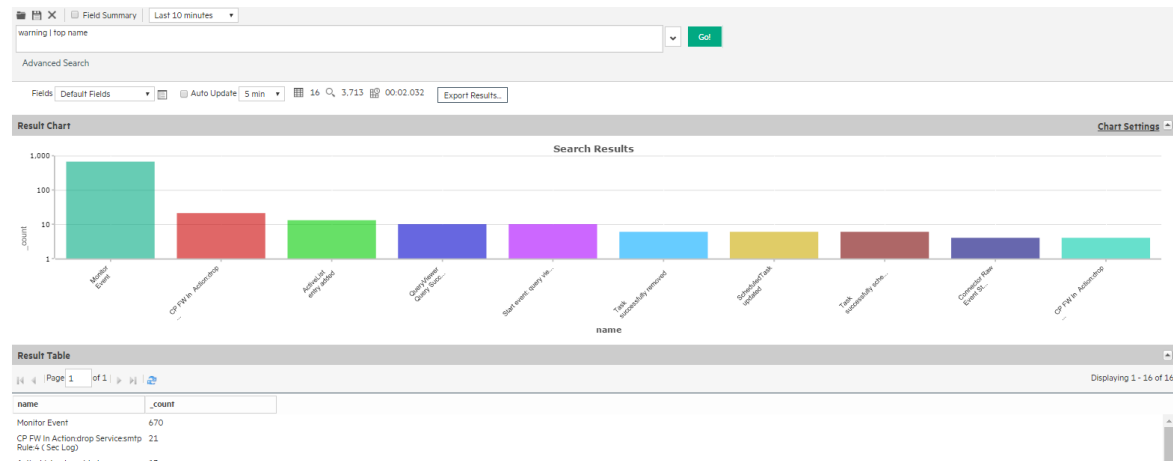 Field Summary
Last 10 minutes
warning | top name
Go!
Advanced Search
Fields
Default Fields
Auto Update
5 min
16
3,713
00:02.032
Export Results...
Result Chart
Chart Settings
Search Results
1,000
100
10
1
_count
Monitor
Event
CP FW In Action:drop
...
ActiveList
entry added
QueryViewer
Query Succ...
Start event: query vie...
Task
successfully removed
ScheduledTask
updated
Task
successfully sche...
Connector Raw
Event St...
CP FW In Action:drop
...
name
Result Table
Page 1 of 1
Displaying 1 - 16 of 16
name _count
Monitor Event 670
CP FW In Action:drop Service:smtp 21
Rule:4 ( Sec Log)